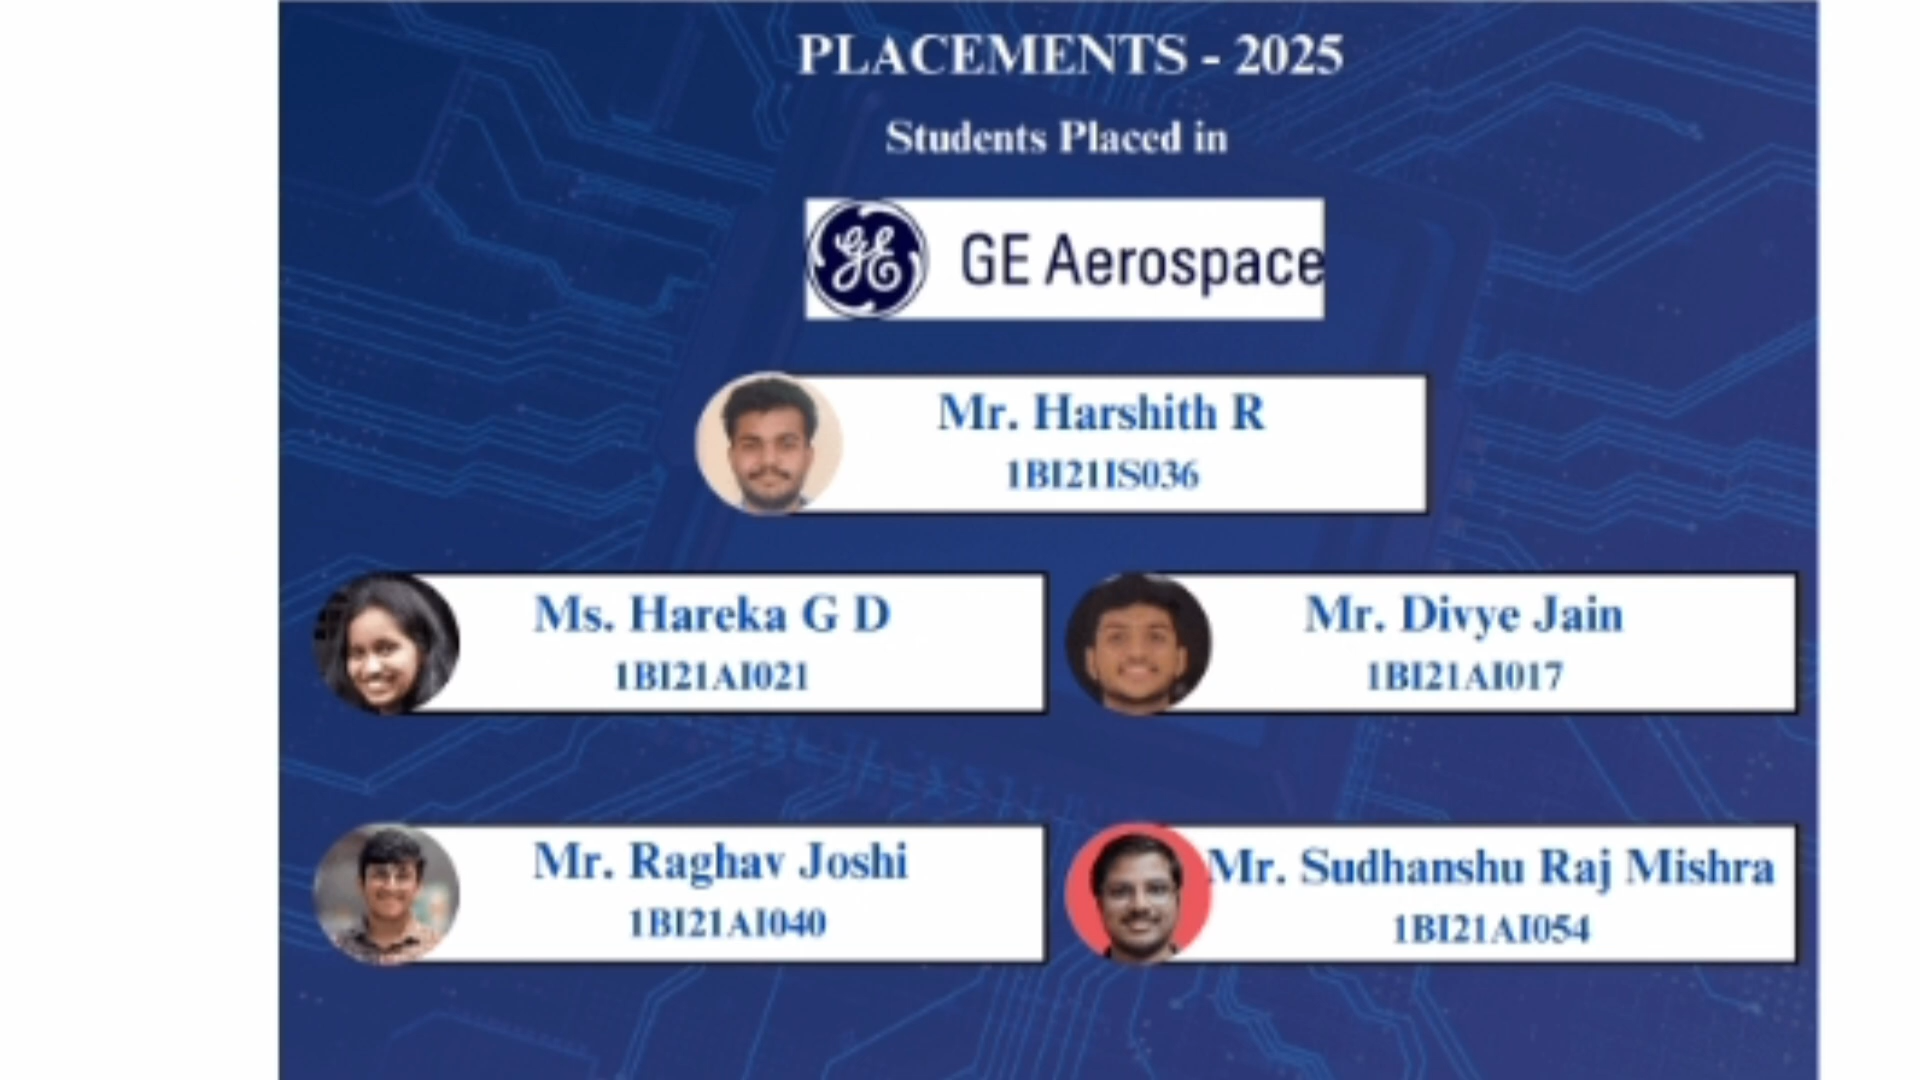 PLACEMENTS - 2025
Students Placed in
GE GE Aerospace
Mr. Harshith R
1BI21IS036
Ms. Hareka G D
1BI21AI021
Mr. Divye Jain
1BI21AI017
Mr. Raghav Joshi
1BI21AI040
Mr. Sudhanshu Raj Mishra
1BI21AI054